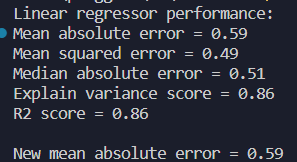 Linear regressor performance:
Mean absolute error = 0.59
Mean squared error = 0.49
Median absolute error = 0.51
Explain variance score = 0.86
R2 score = 0.86
New mean absolute error = 0.59